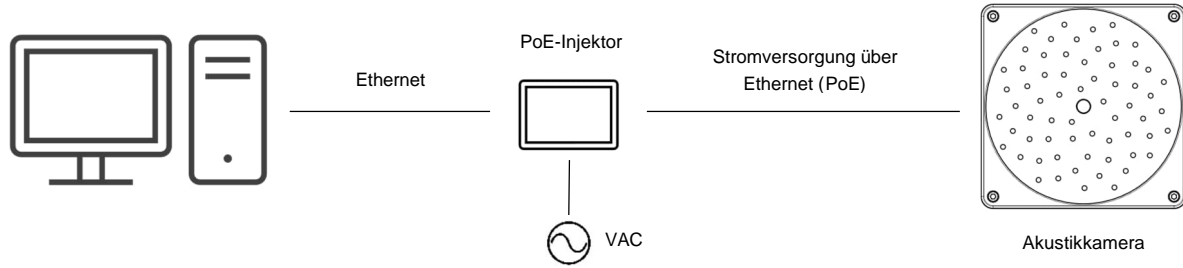 PoE-Injektor
Ethernet
Stromversorgung über
Ethernet (PoE)
VAC
Akustikkamera